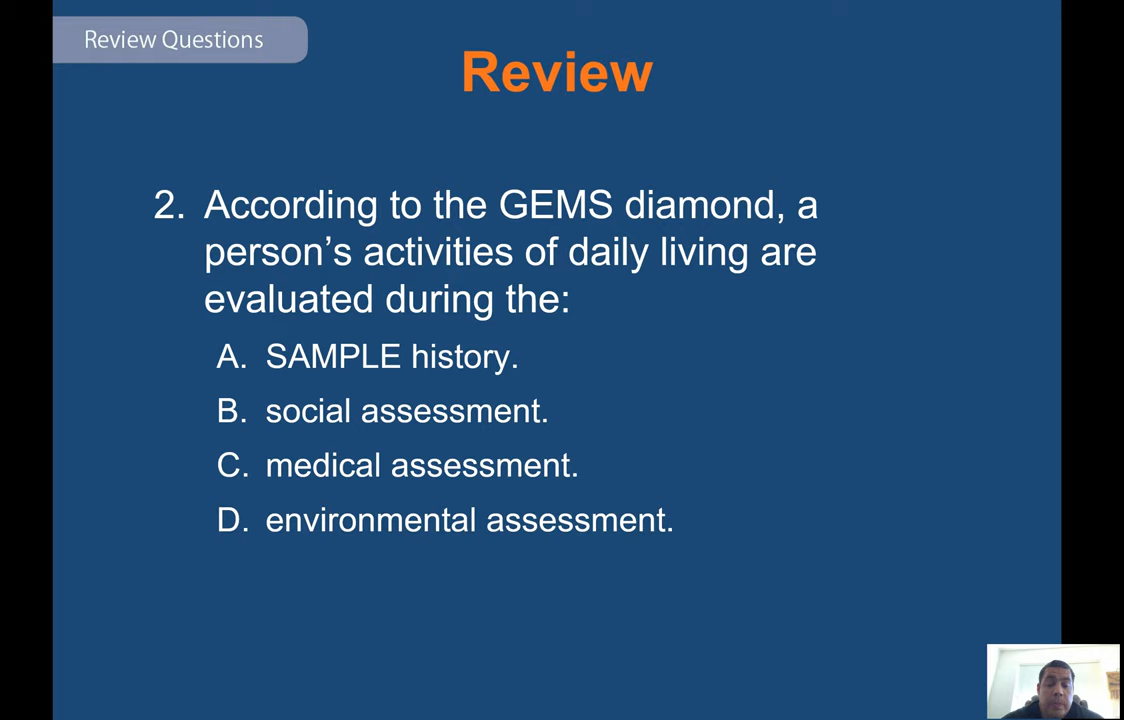 Review Questions
Review
2. According to the GEMS diamond, a
person’s activities of daily living are
evaluated during the:
A. SAMPLE history.
B. social assessment.
C. medical assessment.
D. environmental assessment.